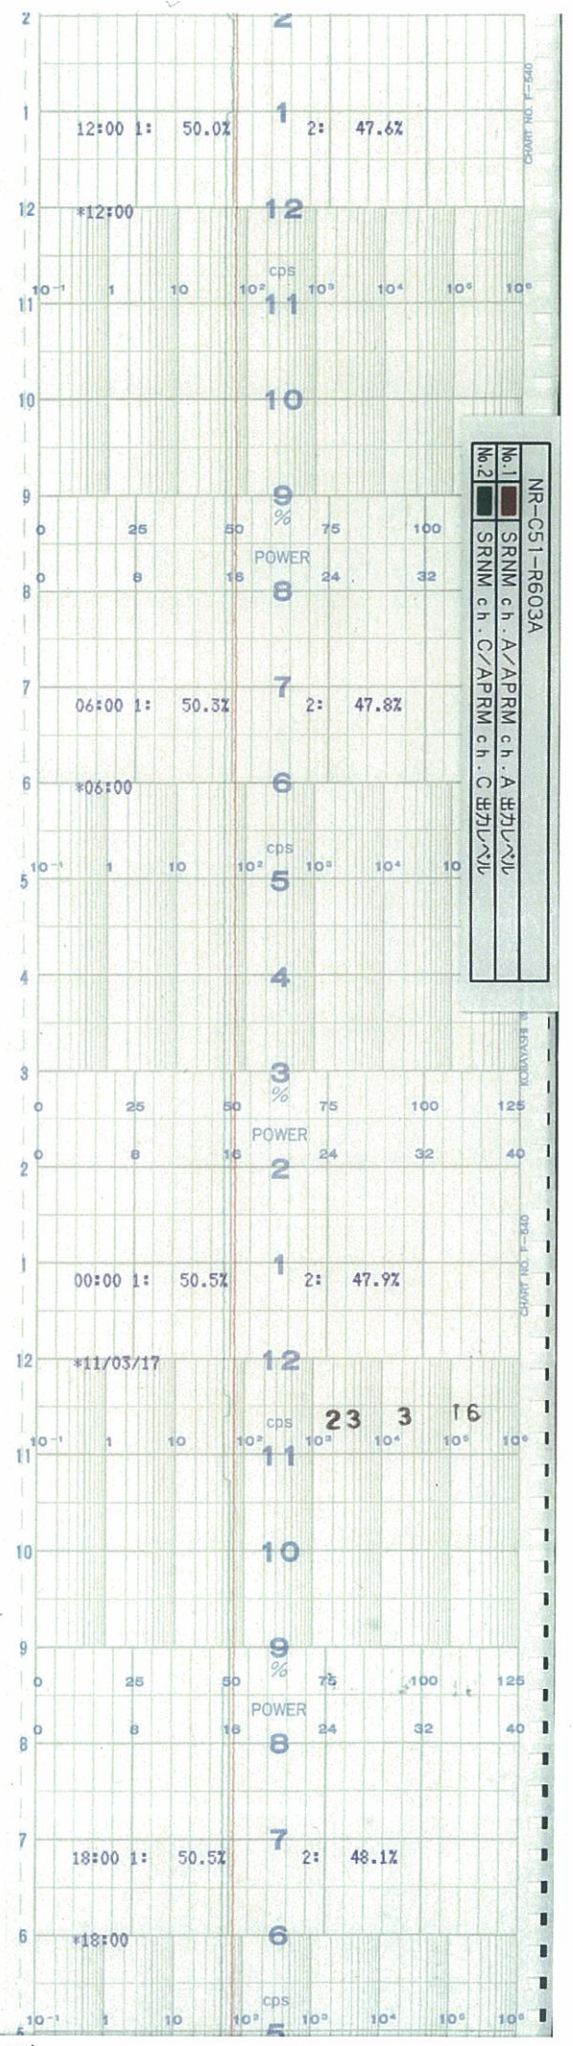 2 2
CHART NO. F-540
1 1
12:00 1: 50.0% 2: 47.6%
12 *12:00 12
cps
10⁻¹ 1 10 10² 10³ 10⁴ 10⁵ 10⁶
11 11
10 10
9 9
%
0 25 50 75 100
POWER
0 8 16 24 32
8 8
NR-C51-R603A
No.1 SRNM ch.A/APRM ch.A 出力レベル
No.2 SRNM ch.C/APRM ch.C 出力レベル
7 7
06:00 1: 50.3% 2: 47.8%
6 *06:00 6
cps
10⁻¹ 1 10 10² 10³ 10⁴ 10
5 5
4 4
3 3
KOBAYASHI
%
0 25 50 75 100 125
POWER
0 8 16 24 32 40
2 2
CHART NO. F-540
1 1
00:00 1: 50.5% 2: 47.9%
12 *11/03/17 12
23 3 16
cps
10⁻¹ 1 10 10² 10³ 10⁴ 10⁵ 10⁶
11 11
10 10
9 9
%
0 25 50 75 100 125
POWER
0 8 16 24 32 40
8 8
7 7
18:00 1: 50.5% 2: 48.1%
6 *18:00 6
cps
10⁻¹ 1 10 10² 10³ 10⁴ 10⁵ 10⁶
5 5